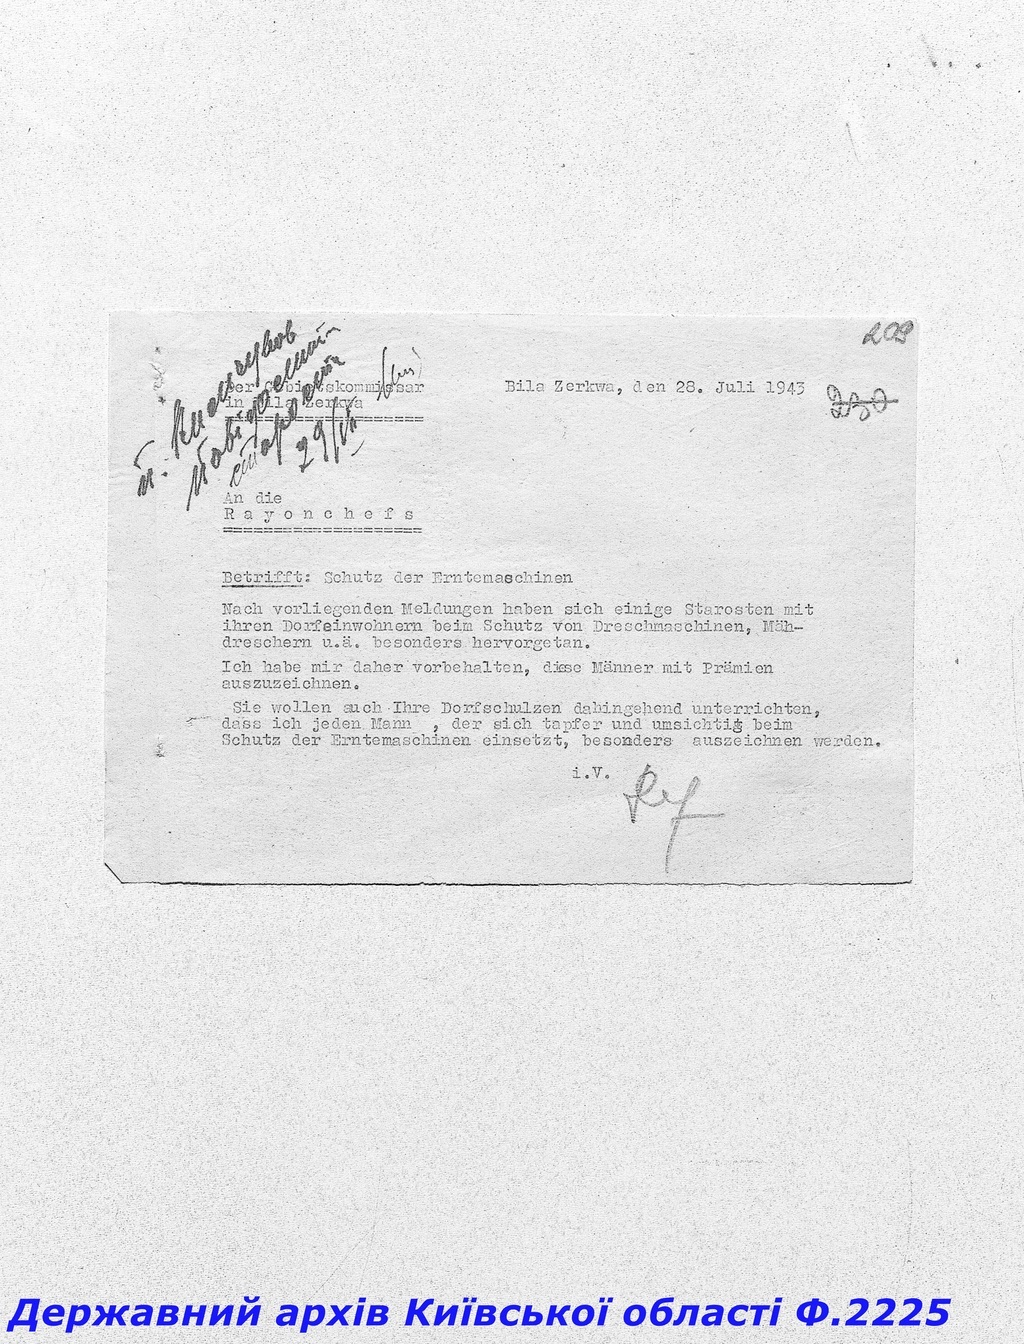 209
Der Gebietskommissar
in Bila Zerkwa
Bila Zerkwa, den 28. Juli 1943
230
29/VII
An die
Rayonchefs
Betrifft: Schutz der Erntemaschinen
Nach vorliegenden Meldungen haben sich einige Starosten mit
ihren Dorfeinwohnern beim Schutz von Dreschmaschinen, Mäh-
dreschern u.ä. besonders hervorgetan.
Ich habe mir daher vorbehalten, diese Männer mit Prämien
auszuzeichnen.
Sie wollen auch Ihre Dorfschulzen dahingehend unterrichten,
dass ich jeden Mann , der sich tapfer und umsichtig beim
Schutz der Erntemaschinen einsetzt, besonders auszeichnen werden.
i.V.
Державний архів Київської області Ф.2225